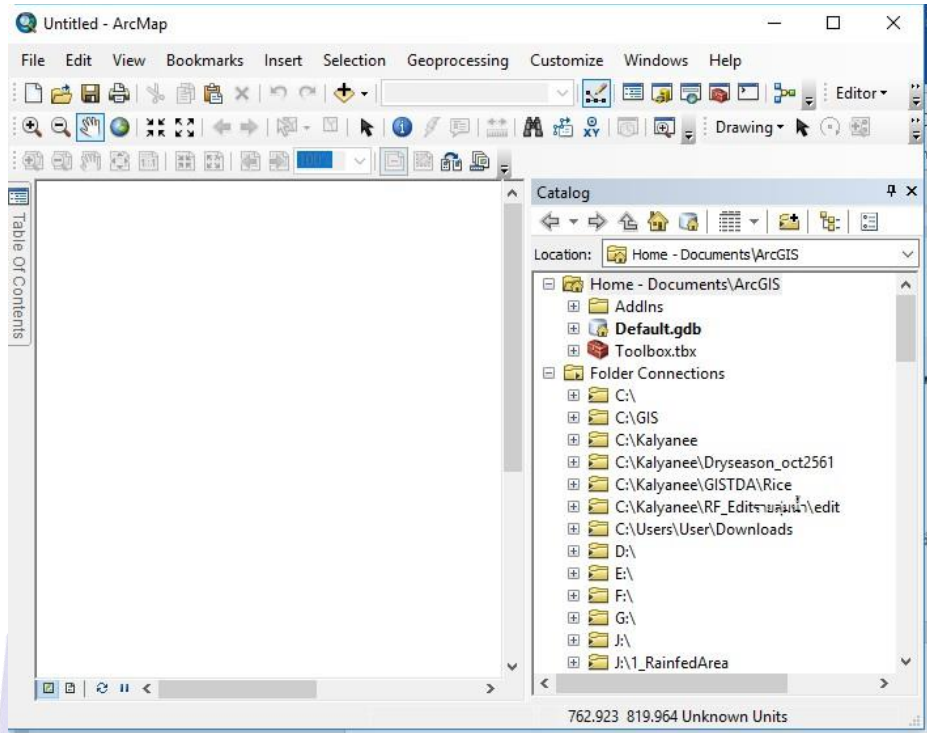 Untitled - ArcMap
File Edit View Bookmarks Insert Selection Geoprocessing Customize Windows Help
Editor
Drawing
100%
Table Of Contents
Catalog
Location: Home - Documents\ArcGIS
Home - Documents\ArcGIS
AddIns
Default.gdb
Toolbox.tbx
Folder Connections
C:\
C:\GIS
C:\Kalyanee
C:\Kalyanee\Dryseason_oct2561
C:\Kalyanee\GISTDA\Rice
C:\Kalyanee\RF_Editรายลุ่มน้ำ\edit
C:\Users\User\Downloads
D:\
E:\
F:\
G:\
J:\
J:\1_RainfedArea
762.923 819.964 Unknown Units